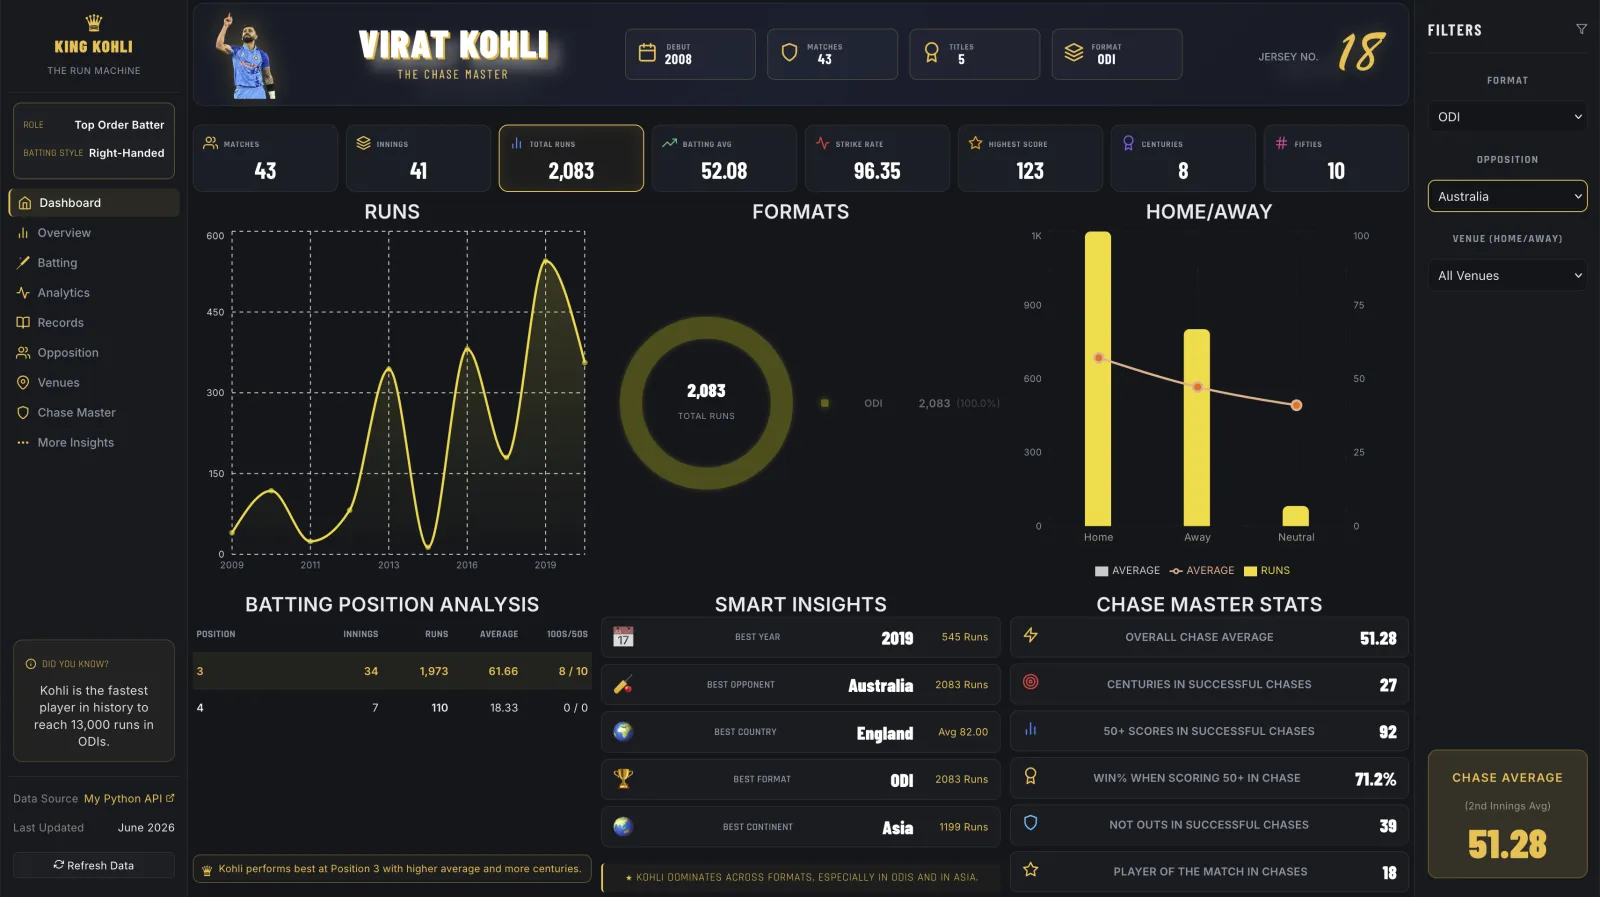 KING KOHLI
THE RUN MACHINE
ROLE Top Order Batter
BATTING STYLE Right-Handed
Dashboard
Overview
Batting
Analytics
Records
Opposition
Venues
Chase Master
More Insights
DID YOU KNOW?
Kohli is the fastest
player in history to
reach 13,000 runs in
ODIs.
Data Source My Python API
Last Updated June 2026
Refresh Data
VIRAT KOHLI
THE CHASE MASTER
DEBUT
2008
MATCHES
43
TITLES
5
FORMAT
ODI
JERSEY NO. 18
MATCHES
43
INNINGS
41
TOTAL RUNS
2,083
BATTING AVG
52.08
STRIKE RATE
96.35
HIGHEST SCORE
123
CENTURIES
8
FIFTIES
10
RUNS
600
450
300
150
0
2009 2011 2013 2016 2019
FORMATS
2,083
TOTAL RUNS
ODI 2,083 (100.0%)
HOME/AWAY
1K
900
600
300
0
100
75
50
25
0
Home Away Neutral
AVERAGE AVERAGE RUNS
BATTING POSITION ANALYSIS
POSITION INNINGS RUNS AVERAGE 100S/50S
3 34 1,973 61.66 8 / 10
4 7 110 18.33 0 / 0
Kohli performs best at Position 3 with higher average and more centuries.
SMART INSIGHTS
17 BEST YEAR 2019 545 Runs
BEST OPPONENT Australia 2083 Runs
BEST COUNTRY England Avg 82.00
BEST FORMAT ODI 2083 Runs
BEST CONTINENT Asia 1199 Runs
★ KOHLI DOMINATES ACROSS FORMATS, ESPECIALLY IN ODIS AND IN ASIA.
CHASE MASTER STATS
OVERALL CHASE AVERAGE 51.28
CENTURIES IN SUCCESSFUL CHASES 27
50+ SCORES IN SUCCESSFUL CHASES 92
WIN% WHEN SCORING 50+ IN CHASE 71.2%
NOT OUTS IN SUCCESSFUL CHASES 39
PLAYER OF THE MATCH IN CHASES 18
FILTERS
FORMAT
ODI
OPPOSITION
Australia
VENUE (HOME/AWAY)
All Venues
CHASE AVERAGE
(2nd Innings Avg)
51.28